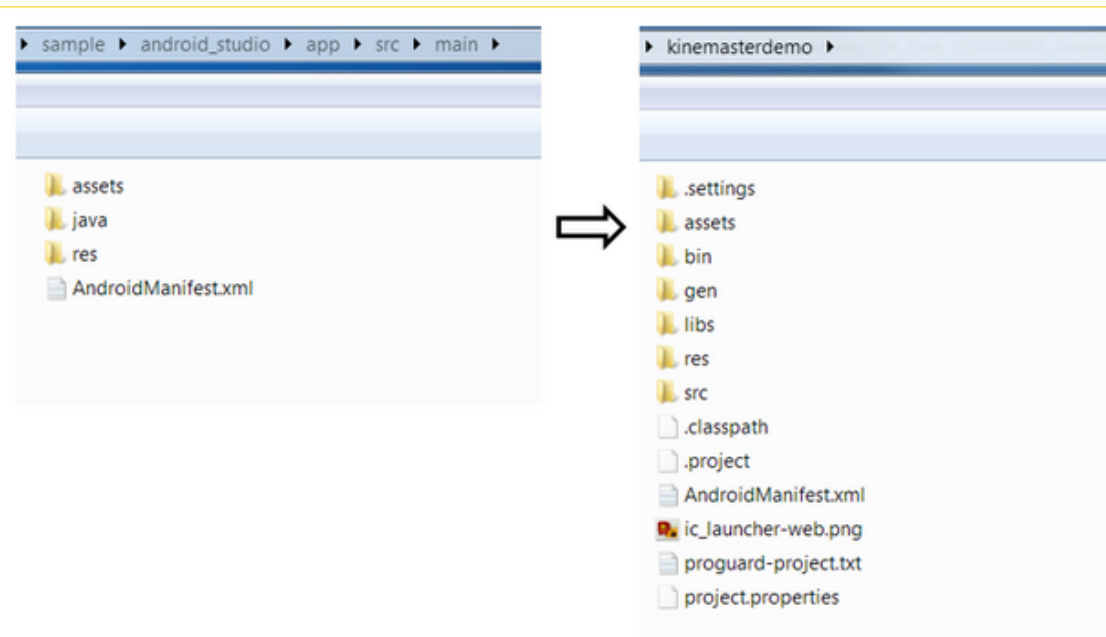 sample android_studio app src main
assets
java
res
AndroidManifest.xml
kinemasterdemo
.settings
assets
bin
gen
libs
res
src
.classpath
.project
AndroidManifest.xml
ic_launcher-web.png
proguard-project.txt
project.properties